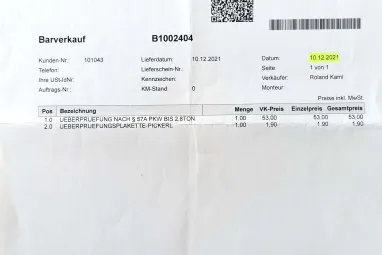 Barverkauf B1002404
Kunden-Nr.: 101043 Lieferdatum: 10.12.2021 Datum: 10.12.2021
Telefon: Lieferschein-Nr.: Seite: 1 von 1
Ihre USt-IdNr: Kennzeichen: Verkäufer: Roland Kaml
Auftrags-Nr.: KM-Stand 0 Monteur:
Preise inkl. MwSt.
Pos Bezeichnung Menge VK-Preis Einzelpreis Gesamtpreis
1.0 UEBERPRUEFUNG NACH § 57A PKW BIS 2,8TON 1,00 53,00 53,00 53,00
2.0 UEBERPRUEFUNGSPLAKETTE-PICKERL 1,00 1,90 1,90 1,90